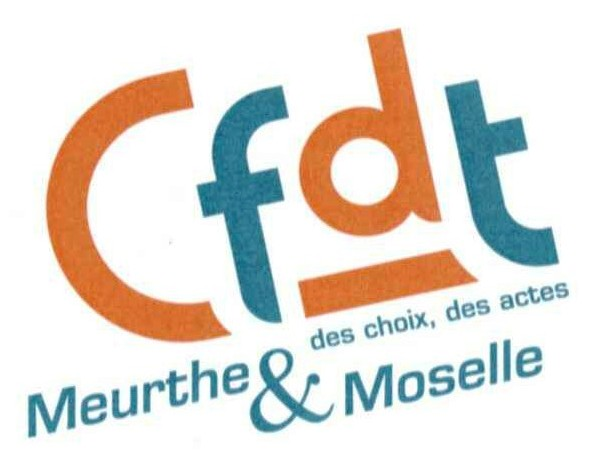 Cfdt
des choix, des actes
Meurthe & Moselle